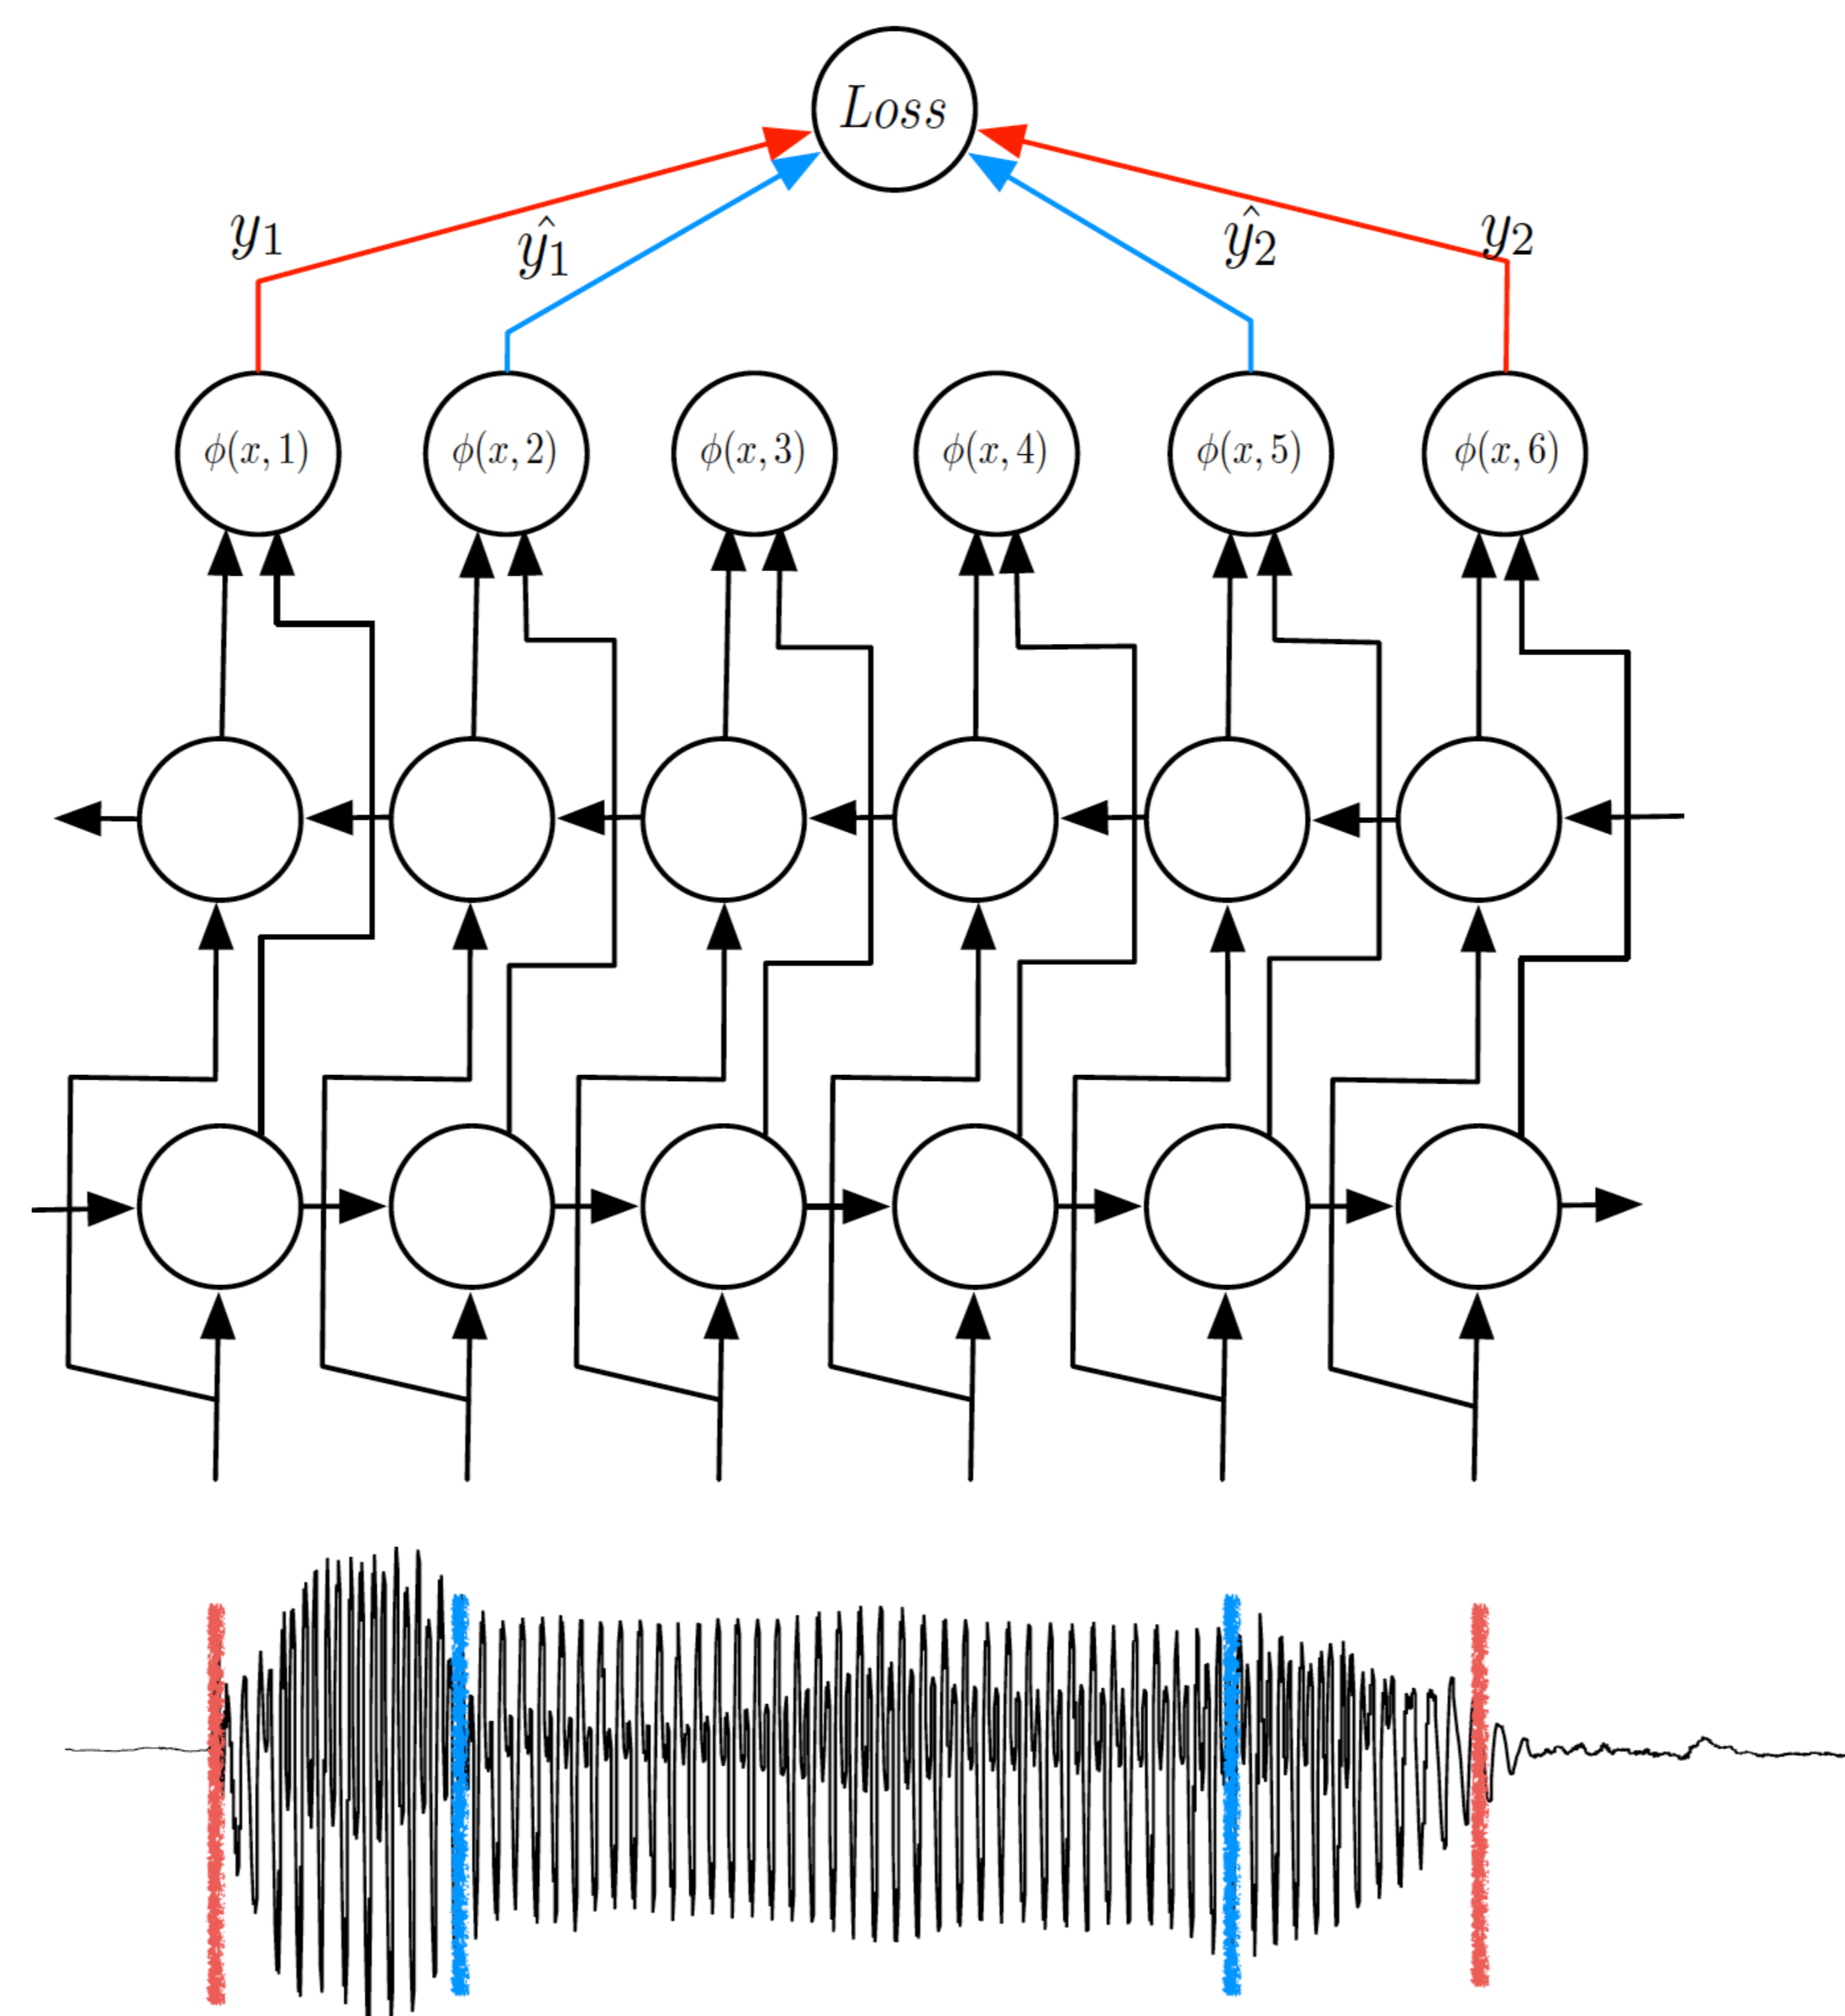 Loss
y₁ ŷ₁ ŷ₂ y₂
ϕ(x, 1) ϕ(x, 2) ϕ(x, 3) ϕ(x, 4) ϕ(x, 5) ϕ(x, 6)